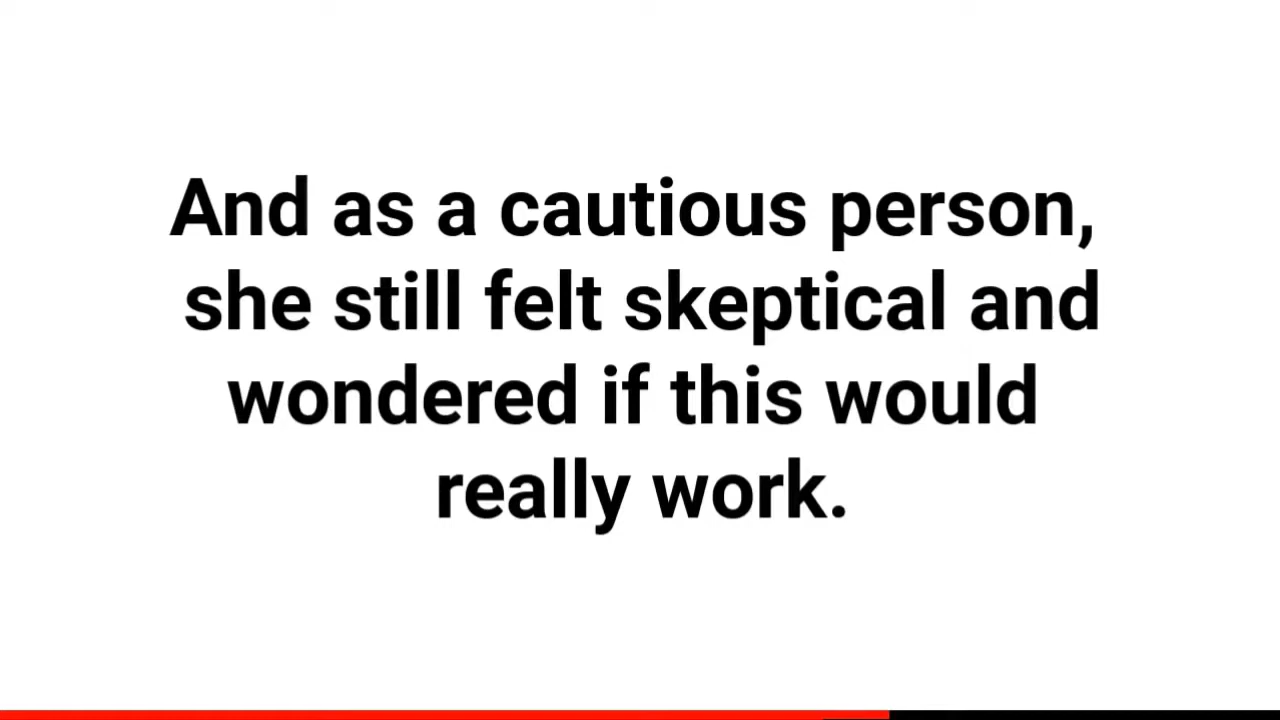 And as a cautious person,
she still felt skeptical and
wondered if this would
really work.